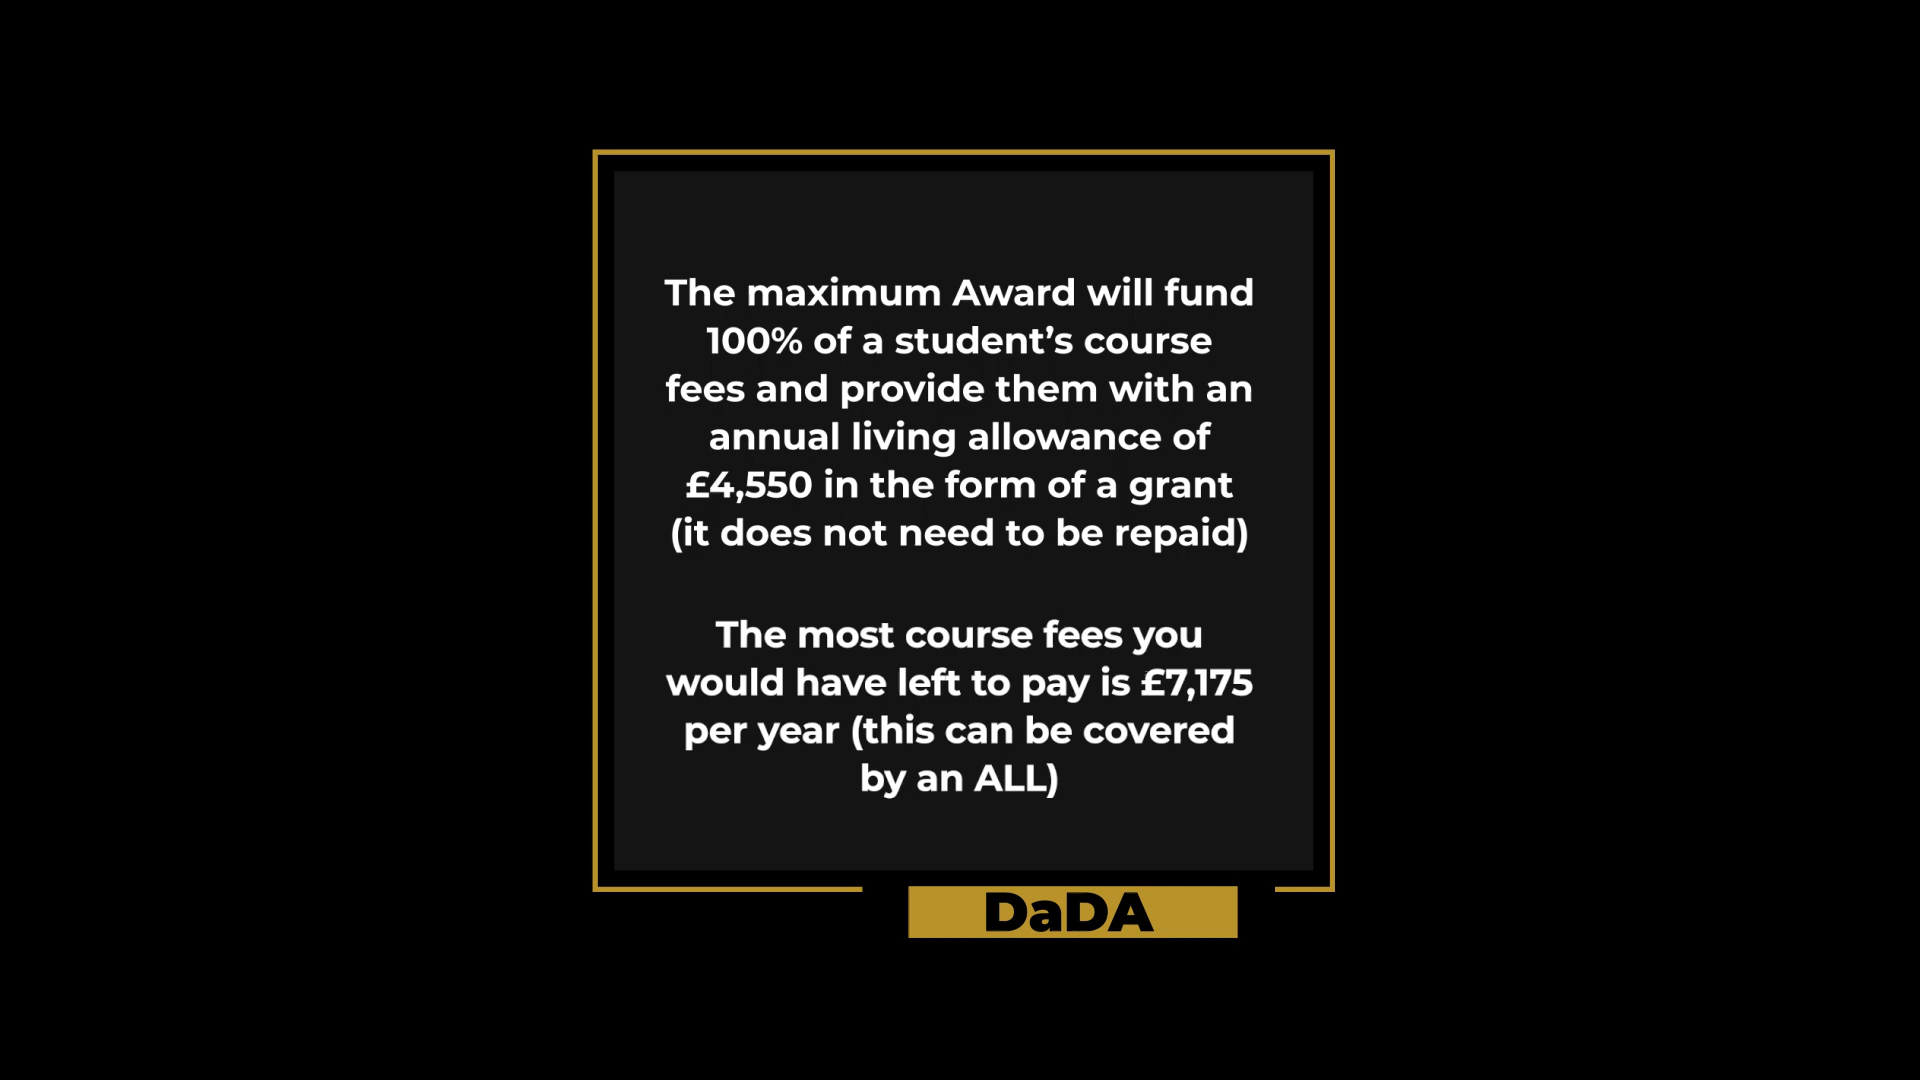 The maximum Award will fund
100% of a student’s course
fees and provide them with an
annual living allowance of
£4,550 in the form of a grant
(it does not need to be repaid)
The most course fees you
would have left to pay is £7,175
per year (this can be covered
by an ALL)
DaDA